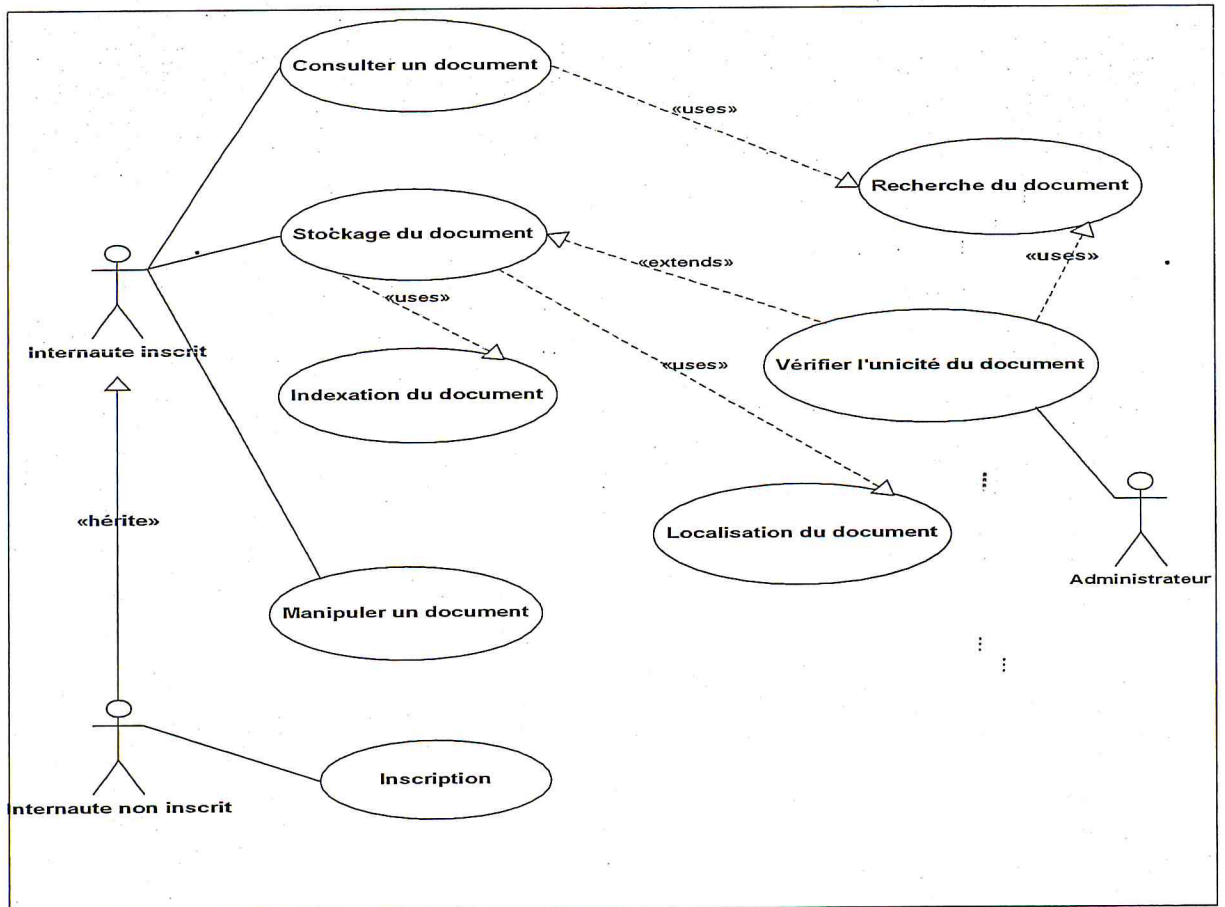 Consulter un document
«uses»
Recherche du document
Stockage du document
«extends»
«uses»
«uses»
Internaute inscrit
«uses»
Vérifier l'unicité du document
Indexation du document
«hérite»
Localisation du document
Administrateur
Manipuler un document
Inscription
Internaute non inscrit